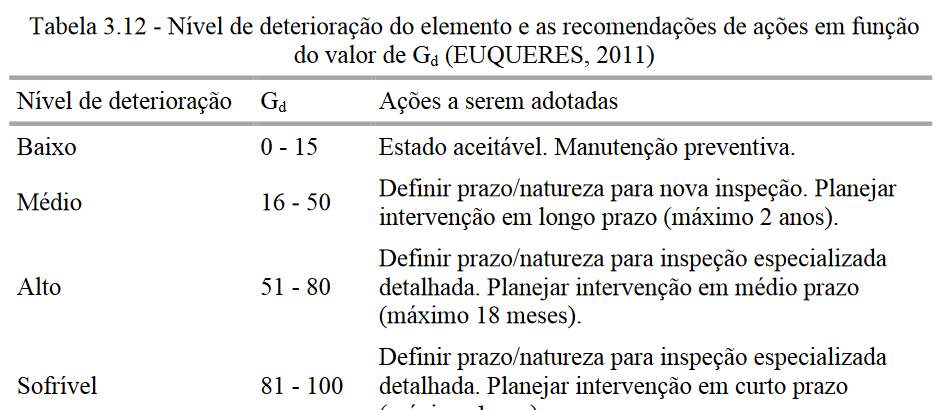 Tabela 3.12 - Nível de deterioração do elemento e as recomendações de ações em função
do valor de Gd (EUQUERES, 2011)
Nível de deterioração Gd Ações a serem adotadas
Baixo 0 - 15 Estado aceitável. Manutenção preventiva.
Médio 16 - 50 Definir prazo/natureza para nova inspeção. Planejar
intervenção em longo prazo (máximo 2 anos).
Alto 51 - 80 Definir prazo/natureza para inspeção especializada
detalhada. Planejar intervenção em médio prazo
(máximo 18 meses).
Sofrível 81 - 100 Definir prazo/natureza para inspeção especializada
detalhada. Planejar intervenção em curto prazo